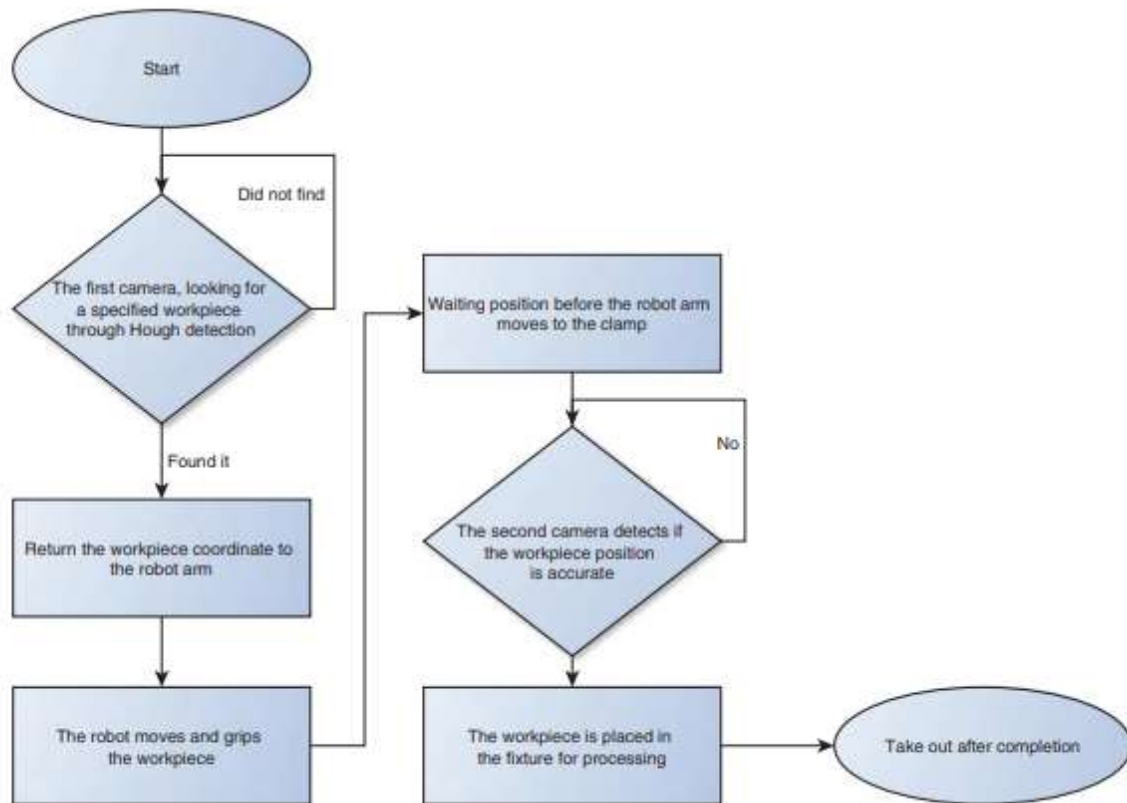 Start
Did not find
The first camera, looking for
a specified workpiece
through Hough detection
Found it
Return the workpiece coordinate to
the robot arm
The robot moves and grips
the workpiece
Waiting position before the robot arm
moves to the clamp
No
The second camera detects if
the workpiece position
is accurate
The workpiece is placed in
the fixture for processing
Take out after completion